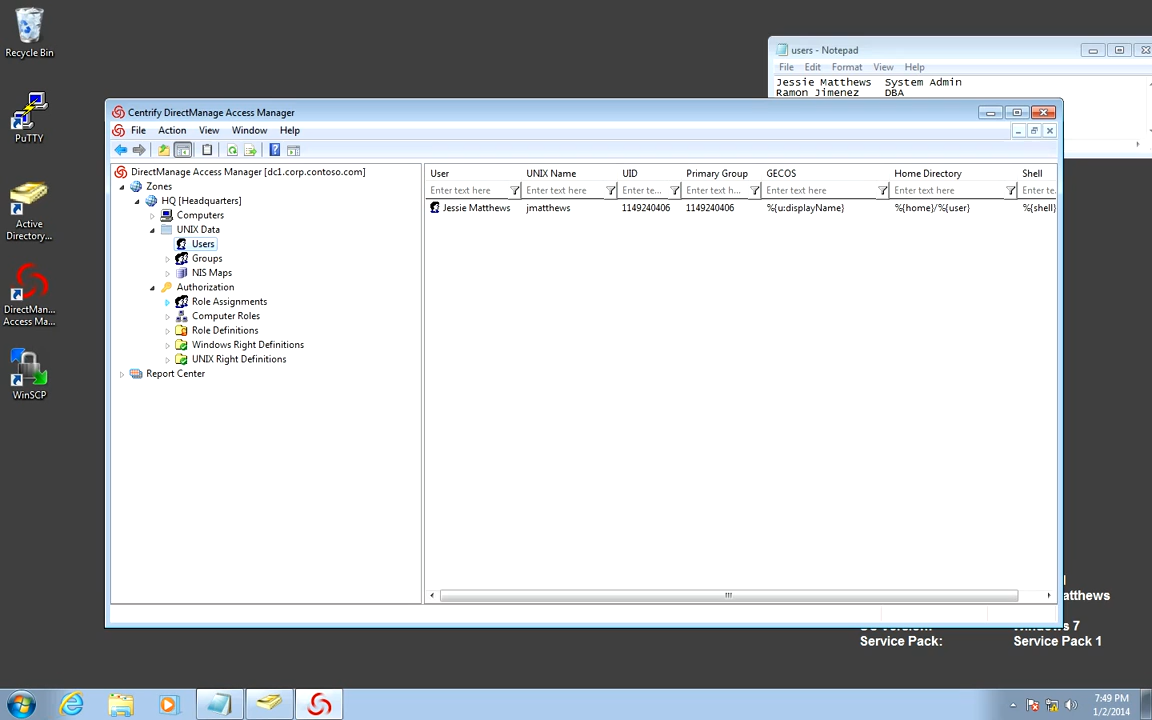 Recycle Bin
PuTTY
Active
Directory...
DirectMan...
Access Ma...
WinSCP
users - Notepad
File Edit Format View Help
Jessie Matthews System Admin
Ramon Jimenez DBA
Centrify DirectManage Access Manager
File Action View Window Help
DirectManage Access Manager [dc1.corp.contoso.com]
Zones
HQ [Headquarters]
Computers
UNIX Data
Users
Groups
NIS Maps
Authorization
Role Assignments
Computer Roles
Role Definitions
Windows Right Definitions
UNIX Right Definitions
Report Center
User UNIX Name UID Primary Group GECOS Home Directory Shell
Enter text here Enter text here Enter te... Enter text h... Enter text here Enter text here Enter te...
Jessie Matthews jmatthews 1149240406 1149240406 %{u:displayName} %{home}/%{user} %{shell}
atthews
Windows 7
Service Pack: Service Pack 1
7:49 PM
1/2/2014